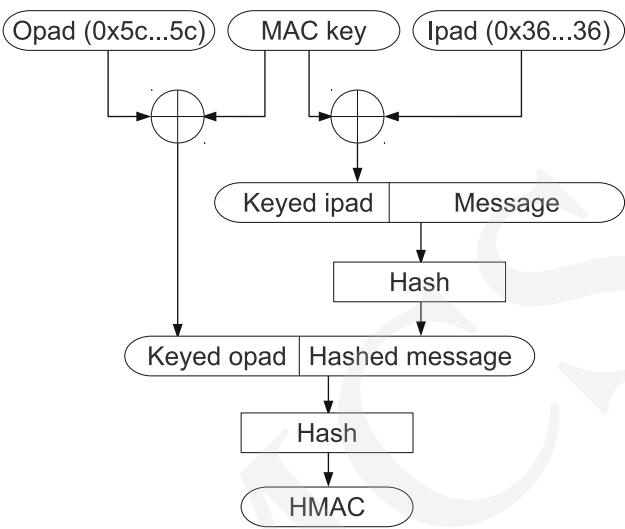 Opad (0x5c...5c)
MAC key
Ipad (0x36...36)
Keyed ipad
Message
Hash
Keyed opad
Hashed message
Hash
HMAC